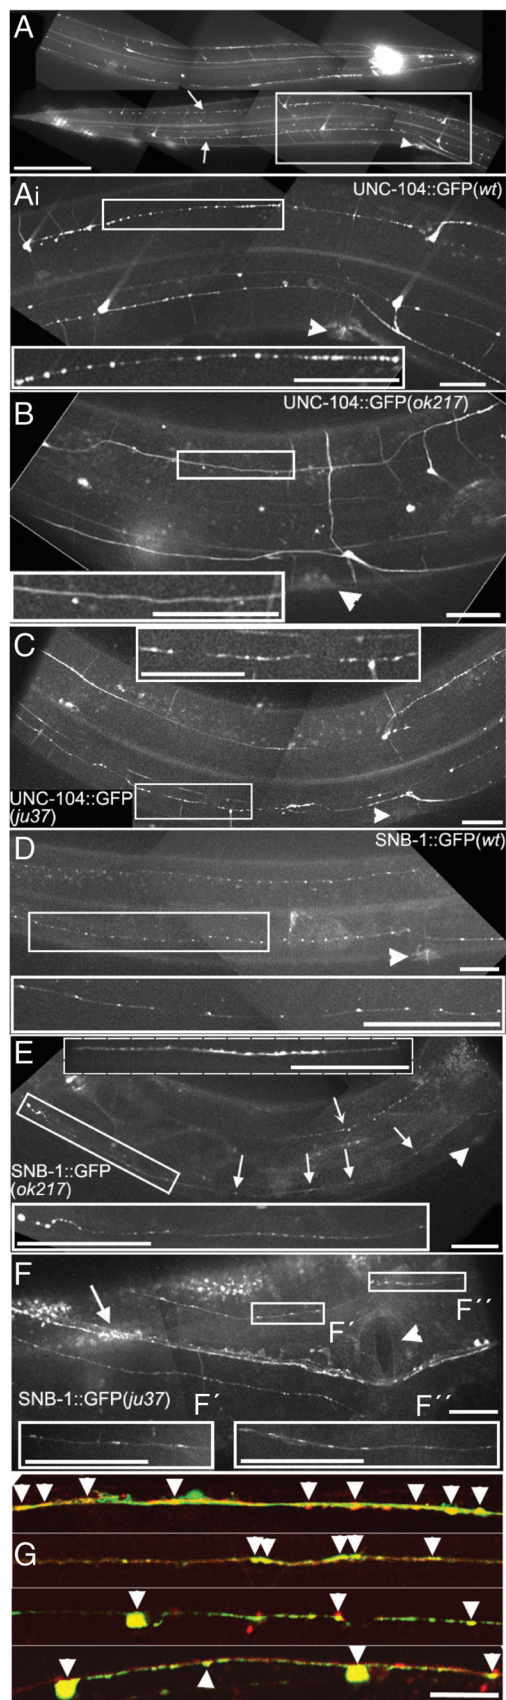 A
Ai
UNC-104::GFP(wt)
B
UNC-104::GFP(ok217)
C
UNC-104::GFP
(ju37)
D
SNB-1::GFP(wt)
E
SNB-1::GFP
(ok217)
F
F´
F´´
SNB-1::GFP(ju37)
F´
F´´
G